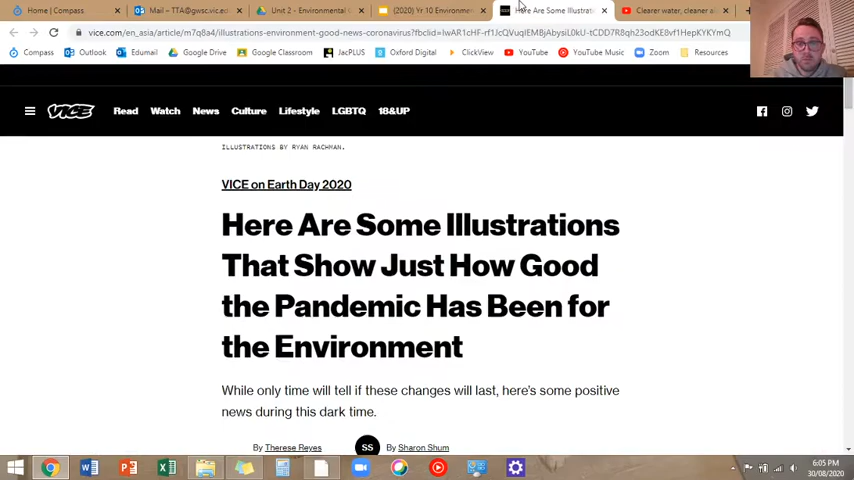 Home | Compass
Mail – TTA@gwsc.vic.ed
Unit 2 - Environmental
(2020) Yr 10 Environme
Here Are Some Illustrati
Clearer water, cleaner a
vice.com/en_asia/article/m7q8a4/illustrations-environment-good-news-coronavirus?fbclid=IwAR1cHF-rf1JcQVuqIEMBjAbysiL0kU-tCDD7R8qh23odKE8vf1HepKYKYmQ
Compass
Outlook
Edumail
Google Drive
Google Classroom
JacPLUS
Oxford Digital
ClickView
YouTube
YouTube Music
Zoom
Resources
VICE
Read
Watch
News
Culture
Lifestyle
LGBTQ
18&UP
ILLUSTRATIONS BY RYAN RACHMAN.
VICE on Earth Day 2020
Here Are Some Illustrations
That Show Just How Good
the Pandemic Has Been for
the Environment
While only time will tell if these changes will last, here's some positive
news during this dark time.
By Therese Reyes
SS
By Sharon Shum
6:05 PM
30/08/2020